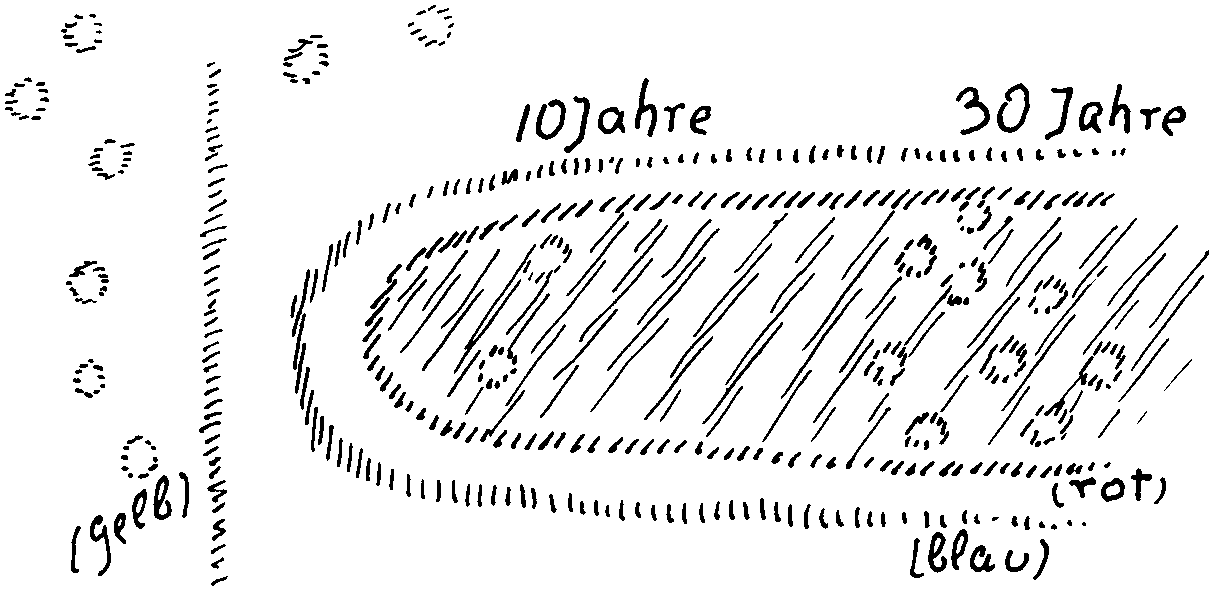 10 Jahre
30 Jahre
(gelb)
(rot)
(blau)